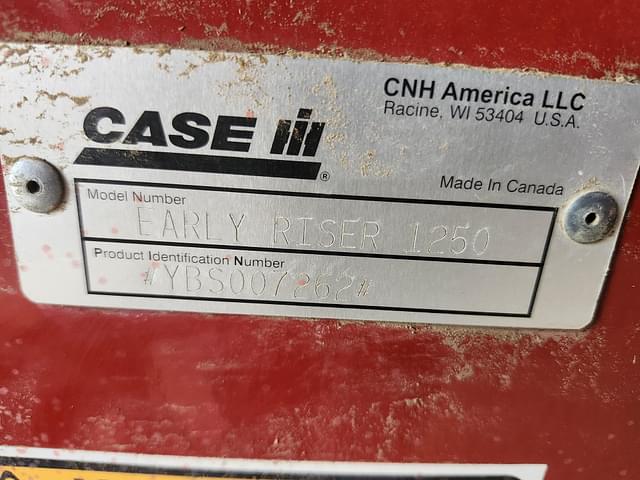 CNH America LLC
Racine, WI 53404 U.S.A.
CASE IH
®
Made In Canada
Model Number
EARLY RISER 1250
Product Identification Number
#YBS007262#